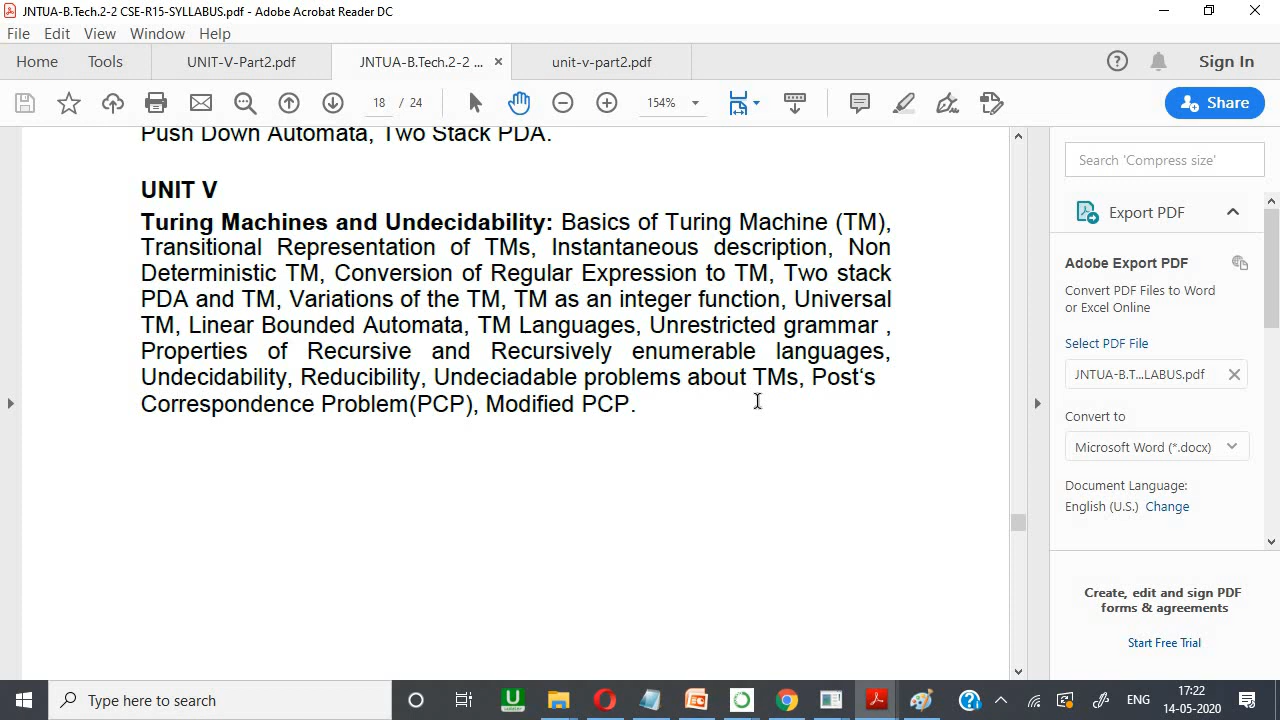 JNTUA-B.Tech.2-2 CSE-R15-SYLLABUS.pdf - Adobe Acrobat Reader DC
File Edit View Window Help
Home Tools UNIT-V-Part2.pdf JNTUA-B.Tech.2-2 ... × unit-v-part2.pdf Sign In
18 / 24 154% Share
Push Down Automata, Two Stack PDA.
UNIT V
Turing Machines and Undecidability: Basics of Turing Machine (TM),
Transitional Representation of TMs, Instantaneous description, Non
Deterministic TM, Conversion of Regular Expression to TM, Two stack
PDA and TM, Variations of the TM, TM as an integer function, Universal
TM, Linear Bounded Automata, TM Languages, Unrestricted grammar ,
Properties of Recursive and Recursively enumerable languages,
Undecidability, Reducibility, Undeciadable problems about TMs, Post‘s
Correspondence Problem(PCP), Modified PCP.
Search 'Compress size'
Export PDF
Adobe Export PDF
Convert PDF Files to Word
or Excel Online
Select PDF File
JNTUA-B.T...LABUS.pdf
Convert to
Microsoft Word (*.docx)
Document Language:
English (U.S.) Change
Create, edit and sign PDF
forms & agreements
Start Free Trial
Type here to search
ENG
17:22
14-05-2020